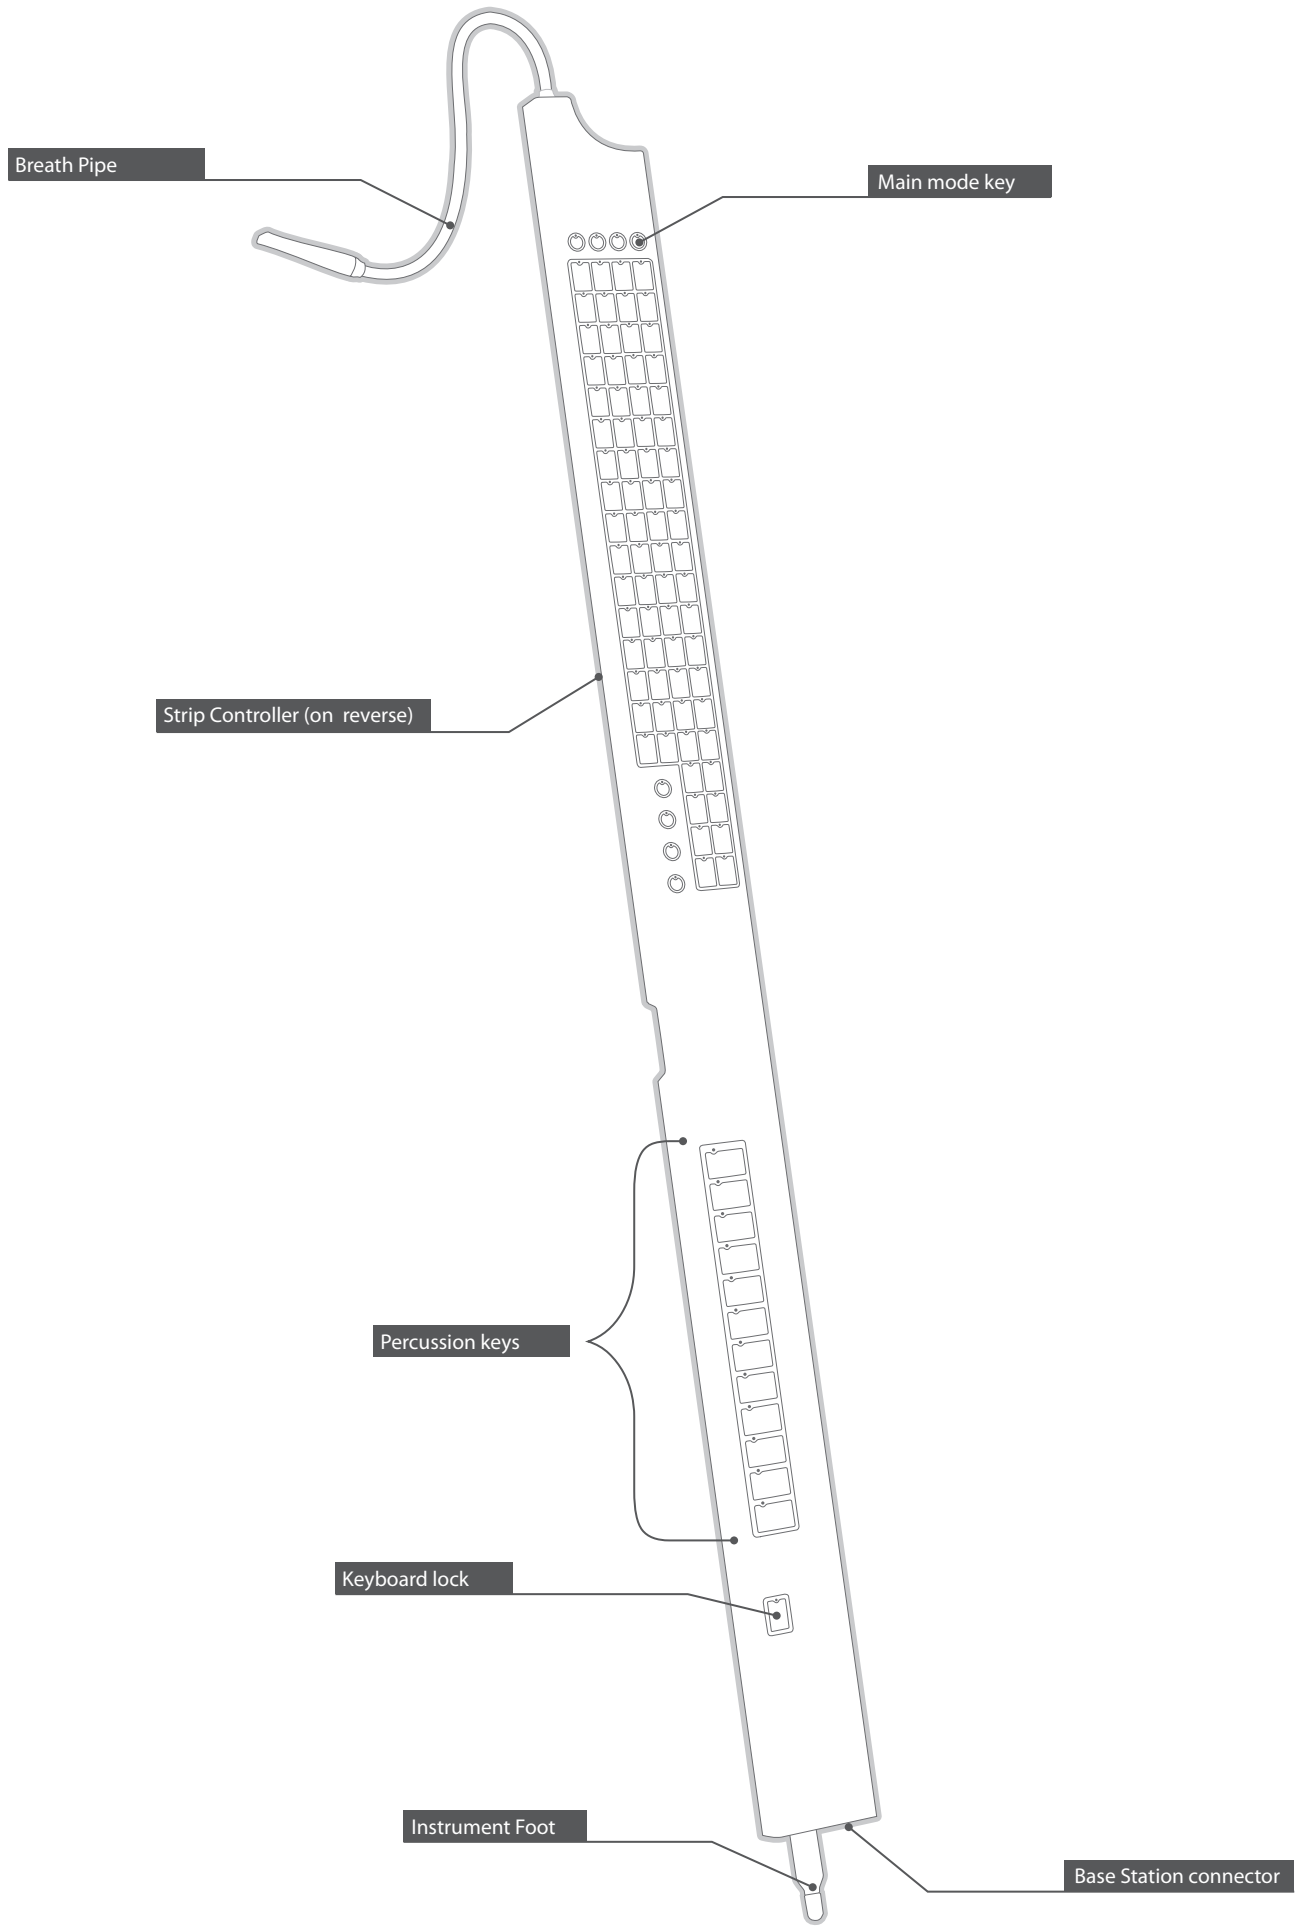 Breath Pipe
Main mode key
Strip Controller (on  reverse)
Percussion keys
Keyboard lock
Instrument Foot
Base Station connector